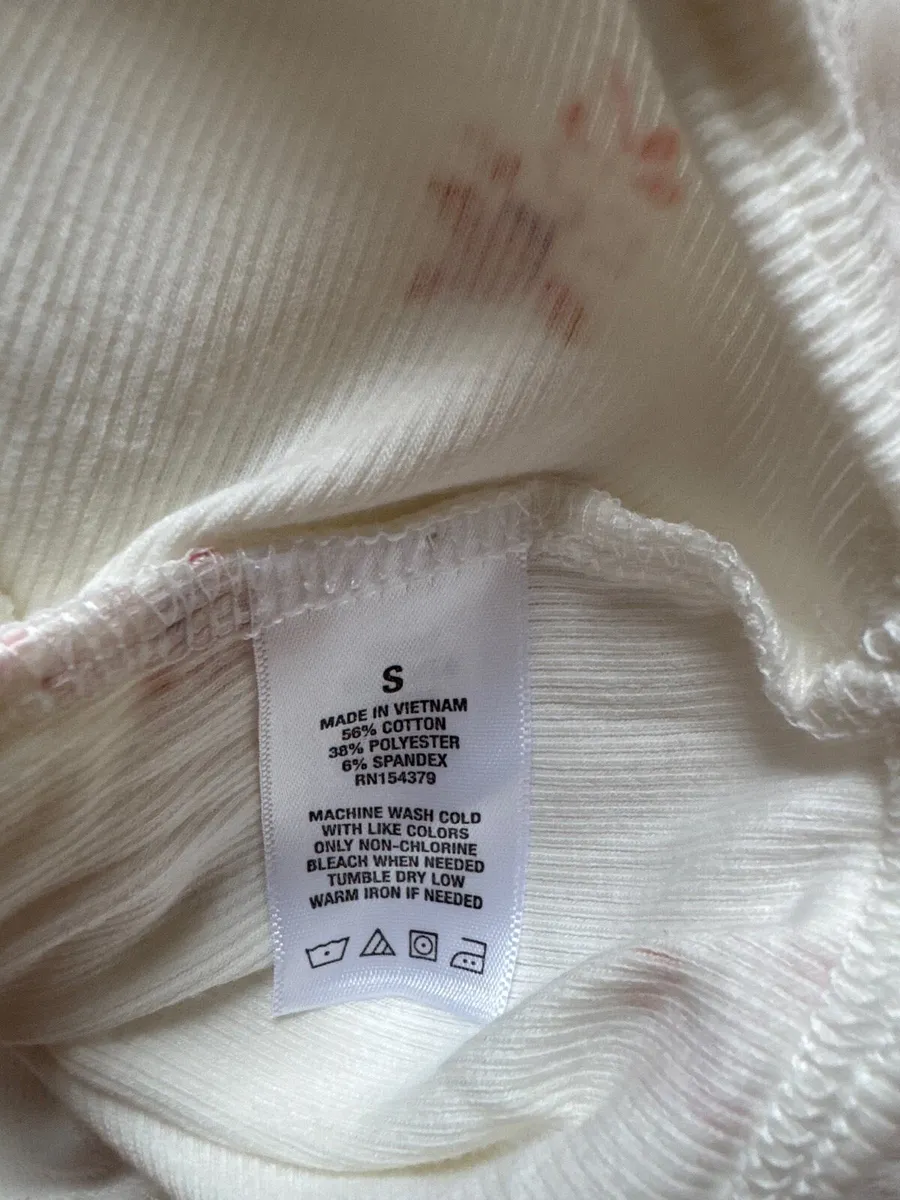 S
MADE IN VIETNAM
56% COTTON
38% POLYESTER
6% SPANDEX
RN154379
MACHINE WASH COLD
WITH LIKE COLORS
ONLY NON-CHLORINE
BLEACH WHEN NEEDED
TUMBLE DRY LOW
WARM IRON IF NEEDED